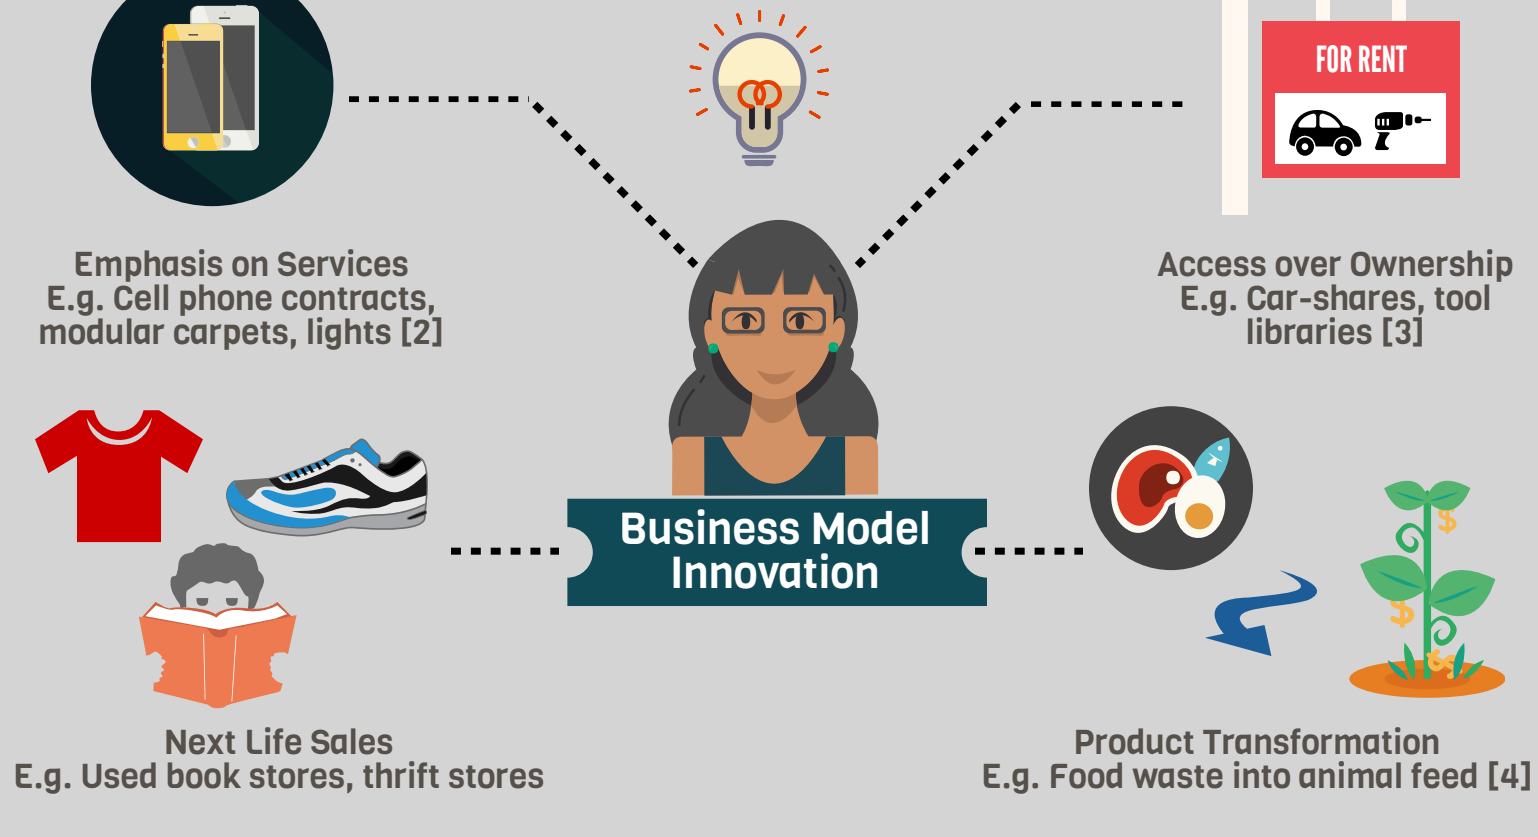 FOR RENT
Emphasis on Services
E.g. Cell phone contracts,
modular carpets, lights [2]
Access over Ownership
E.g. Car-shares, tool
libraries [3]
Business Model
Innovation
$
$
$
Next Life Sales
E.g. Used book stores, thrift stores
Product Transformation
E.g. Food waste into animal feed [4]